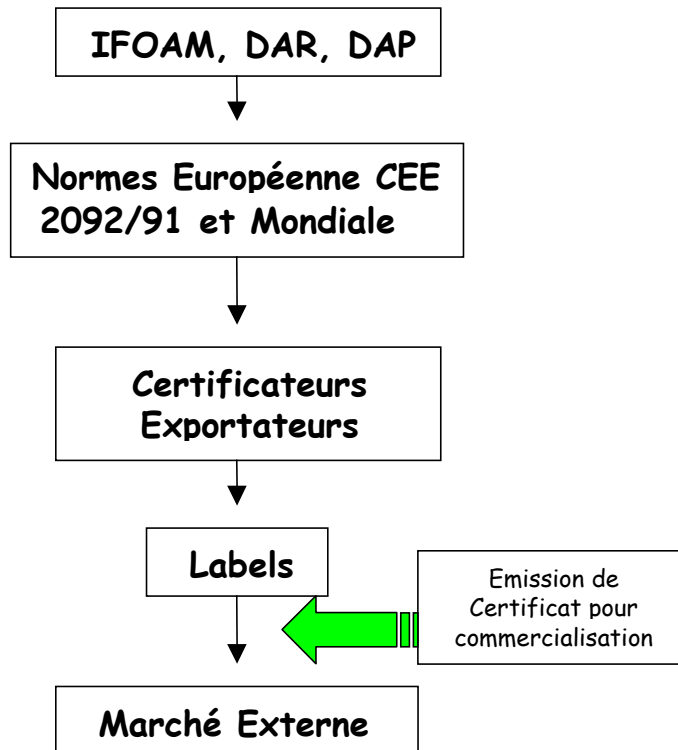 IFOAM, DAR, DAP
Normes Européenne CEE
2092/91 et Mondiale
Certificateurs
Exportateurs
Labels
Emission de
Certificat pour
commercialisation
Marché Externe